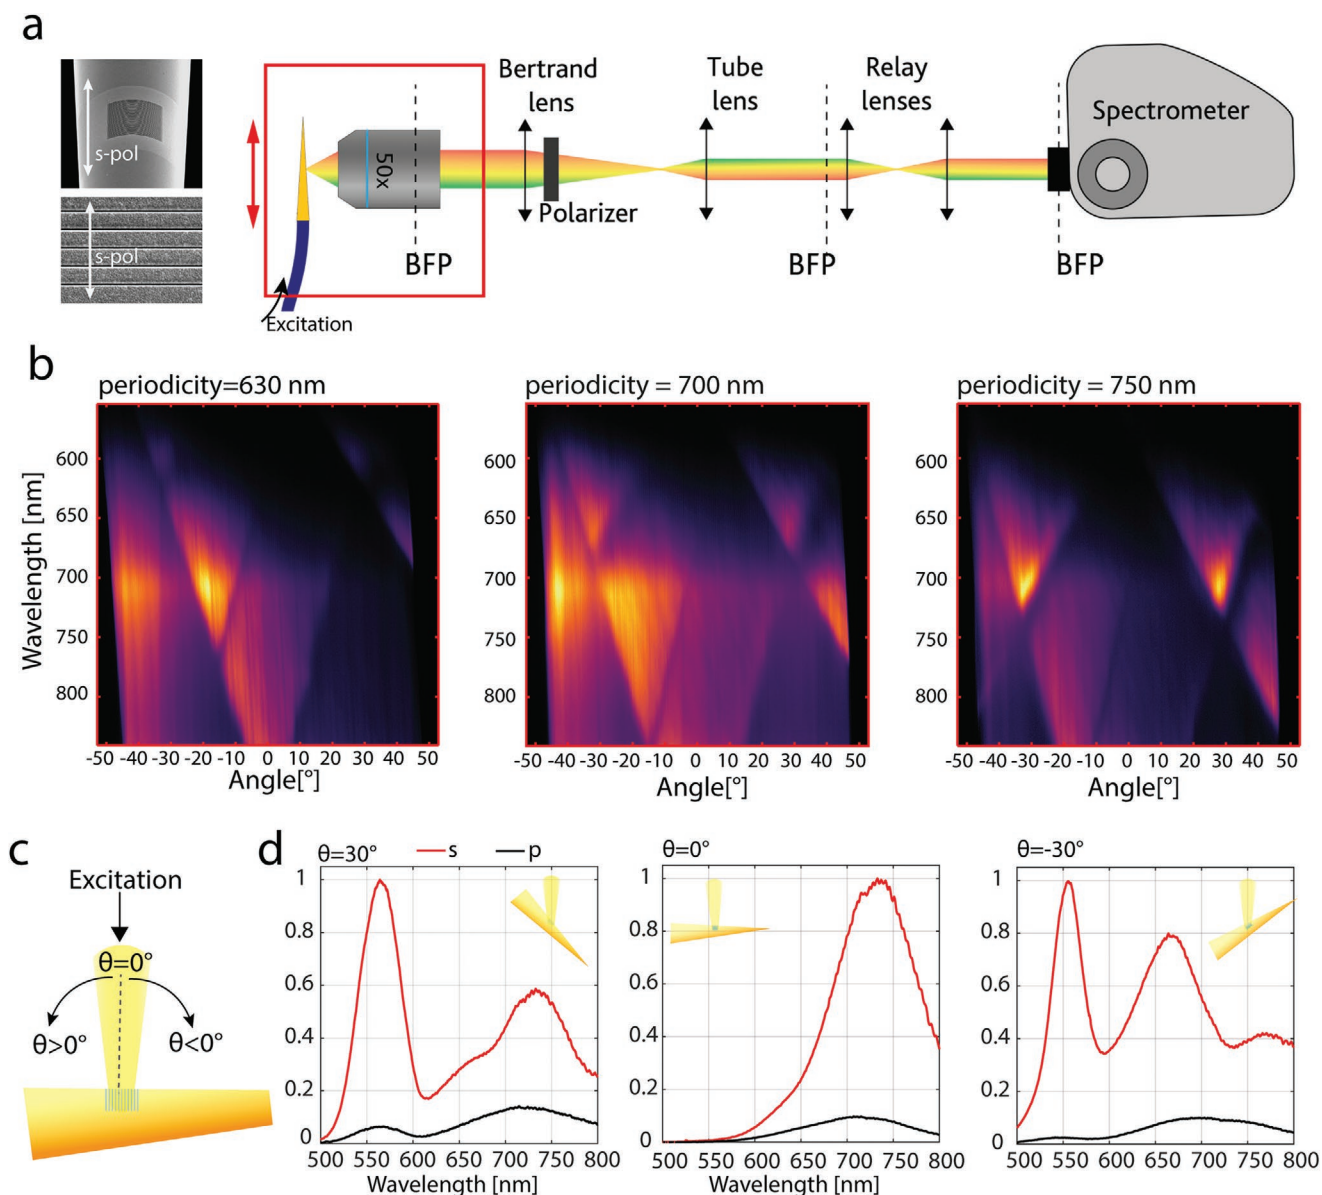 a
s-pol
s-pol
Bertrand
lens
Tube
lens
Relay
lenses
Spectrometer
50x
Polarizer
BFP
BFP
BFP
Excitation
b
periodicity=630 nm
periodicity = 700 nm
periodicity = 750 nm
Wavelength [nm]
600
650
700
750
800
600
650
700
750
800
600
650
700
750
800
-50 -40 -30 -20 -10 0 10 20 30 40 50
-50 -40 -30 -20 -10 0 10 20 30 40 50
-50 -40 -30 -20 -10 0 10 20 30 40 50
Angle[°]
Angle[°]
Angle[°]
c
Excitation
θ=0°
θ>0°
θ<0°
d
θ=30°
s
p
θ=0°
θ=-30°
1
0.8
0.6
0.4
0.2
0
1
0.8
0.6
0.4
0.2
0
1
0.8
0.6
0.4
0.2
0
500 550 600 650 700 750 800
500 550 600 650 700 750 800
500 550 600 650 700 750 800
Wavelength [nm]
Wavelength [nm]
Wavelength [nm]